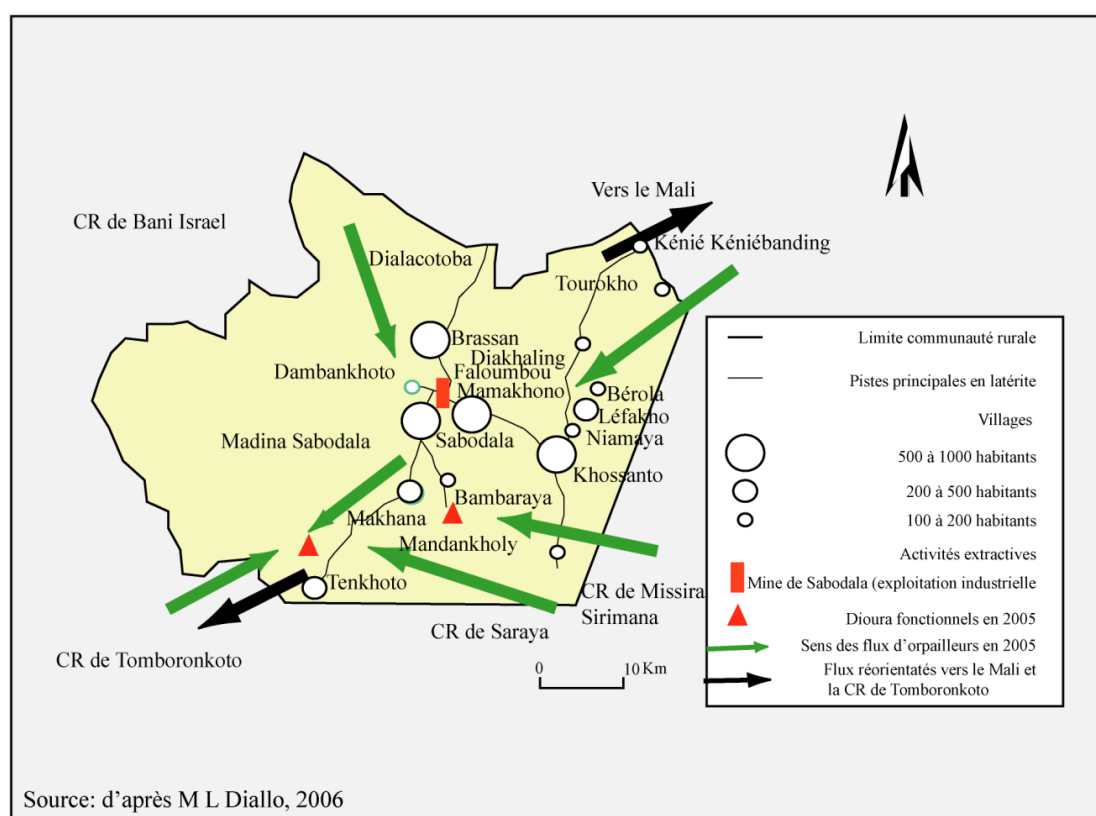 Vers le Mali
CR de Bani Israel
Kénié Kéniébanding
Dialacotoba
Tourokho
Brassan
Diakhaling
Dambankhoto
Faloumbou
Mamakhono
Bérola
Léfakho
Madina Sabodala
Sabodala
Niamaya
Khossanto
Bambaraya
Makhana
Mandankholy
Tenkhoto
CR de Missira
Sirimana
CR de Saraya
CR de Tomboronkoto
0
10 Km
Limite communauté rurale
Pistes principales en latérite
Villages
500 à 1000 habitants
200 à 500 habitants
100 à 200 habitants
Activités extractives
Mine de Sabodala (exploitation industrielle
Dioura fonctionnels en 2005
Sens des flux d'orpailleurs en 2005
Flux réorientatés vers le Mali et
la CR de Tomboronkoto
Source: d'après M L Diallo, 2006